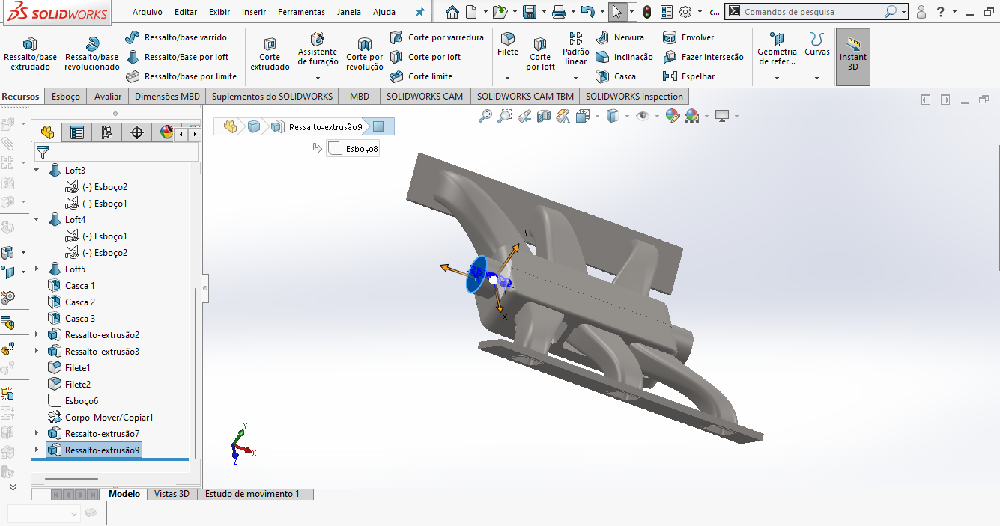 SOLIDWORKS
Arquivo Editar Exibir Inserir Ferramentas Janela Ajuda
c...
Comandos de pesquisa
Ressalto/base extrudado
Ressalto/base revolucionado
Ressalto/base varrido
Ressalto/Base por loft
Ressalto/base por limite
Corte extrudado
Assistente de furação
Corte por revolução
Corte por varredura
Corte por loft
Corte limite
Filete
Corte por loft
Padrão linear
Nervura
Inclinação
Casca
Envolver
Fazer interseção
Espelhar
Geometria de refer...
Curvas
Instant 3D
Recursos Esboço Avaliar Dimensões MBD Suplementos do SOLIDWORKS MBD SOLIDWORKS CAM SOLIDWORKS CAM TBM SOLIDWORKS Inspection
Ressalto-extrusão9
Esboço8
Loft3
(-) Esboço2
(-) Esboço1
Loft4
(-) Esboço1
(-) Esboço2
Loft5
Casca 1
Casca 2
Casca 3
Ressalto-extrusão2
Ressalto-extrusão3
Filete1
Filete2
Esboço6
Corpo-Mover/Copiar1
Ressalto-extrusão7
Ressalto-extrusão9
Y
X
Y
X
Z
Modelo Vistas 3D Estudo de movimento 1